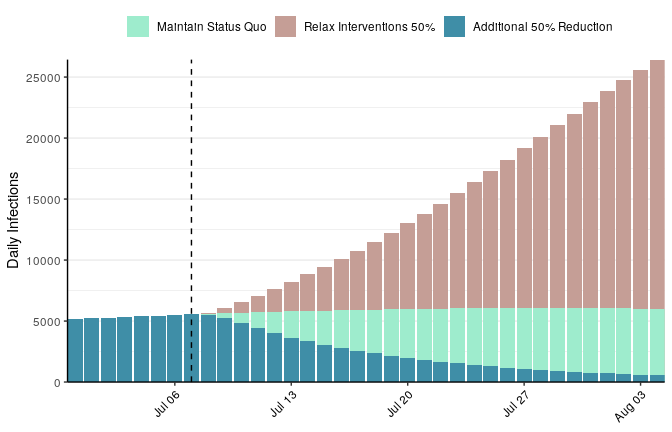 Maintain Status Quo Relax Interventions 50% Additional 50% Reduction
Daily Infections
25000
20000
15000
10000
5000
0
Jul 06 Jul 13 Jul 20 Jul 27 Aug 03